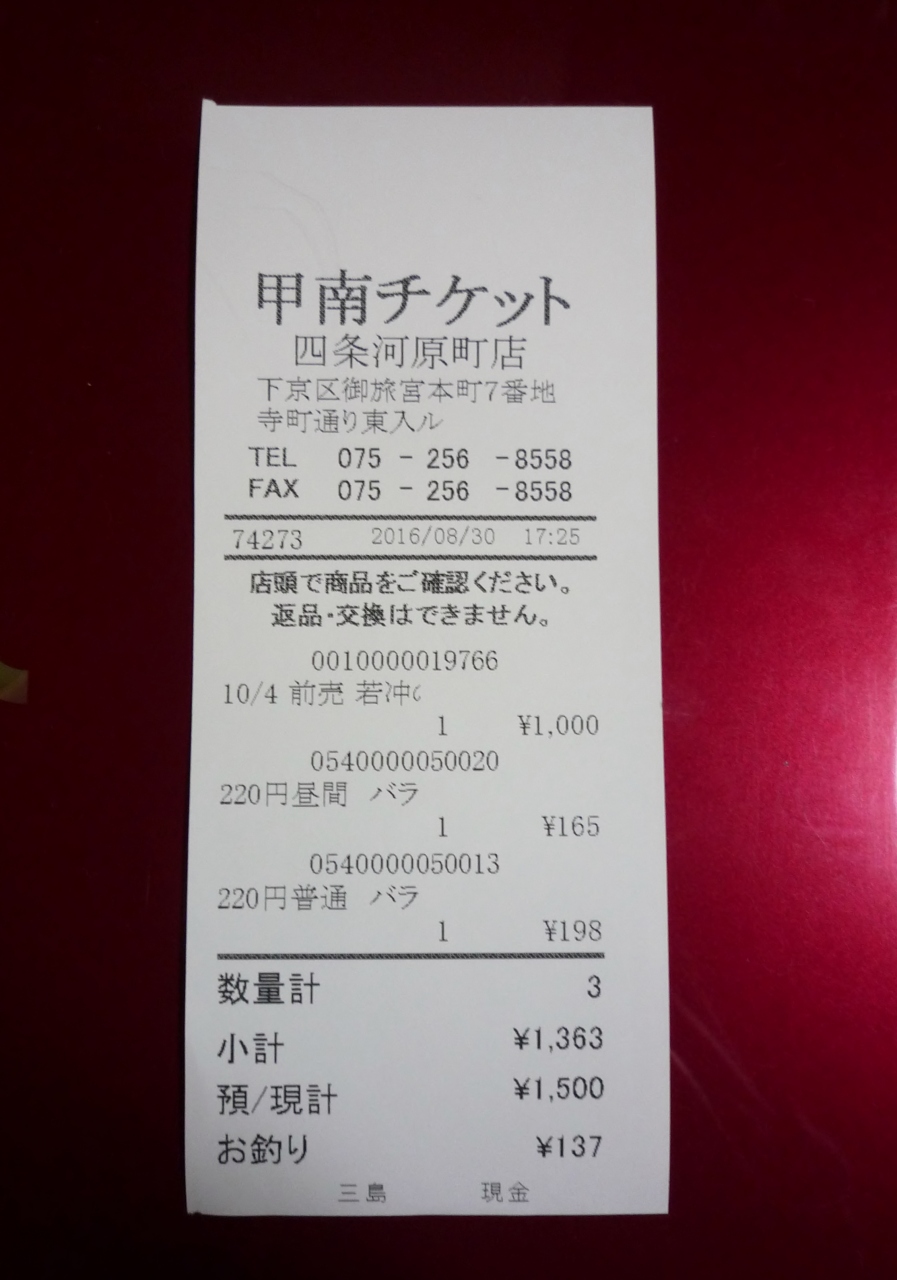 甲南チケット
四条河原町店
下京区御旅宮本町7番地
寺町通り東入ル
TEL 075 - 256 - 8558
FAX 075 - 256 - 8558
74273 2016/08/30 17:25
店頭で商品をご確認ください。
返品・交換はできません。
0010000019766
10/4 前売 若冲
1 ¥1,000
0540000050020
220円昼間 バラ
1 ¥165
0540000050013
220円普通 バラ
1 ¥198
数量計 3
小計 ¥1,363
預/現計 ¥1,500
お釣り ¥137
三島 現金